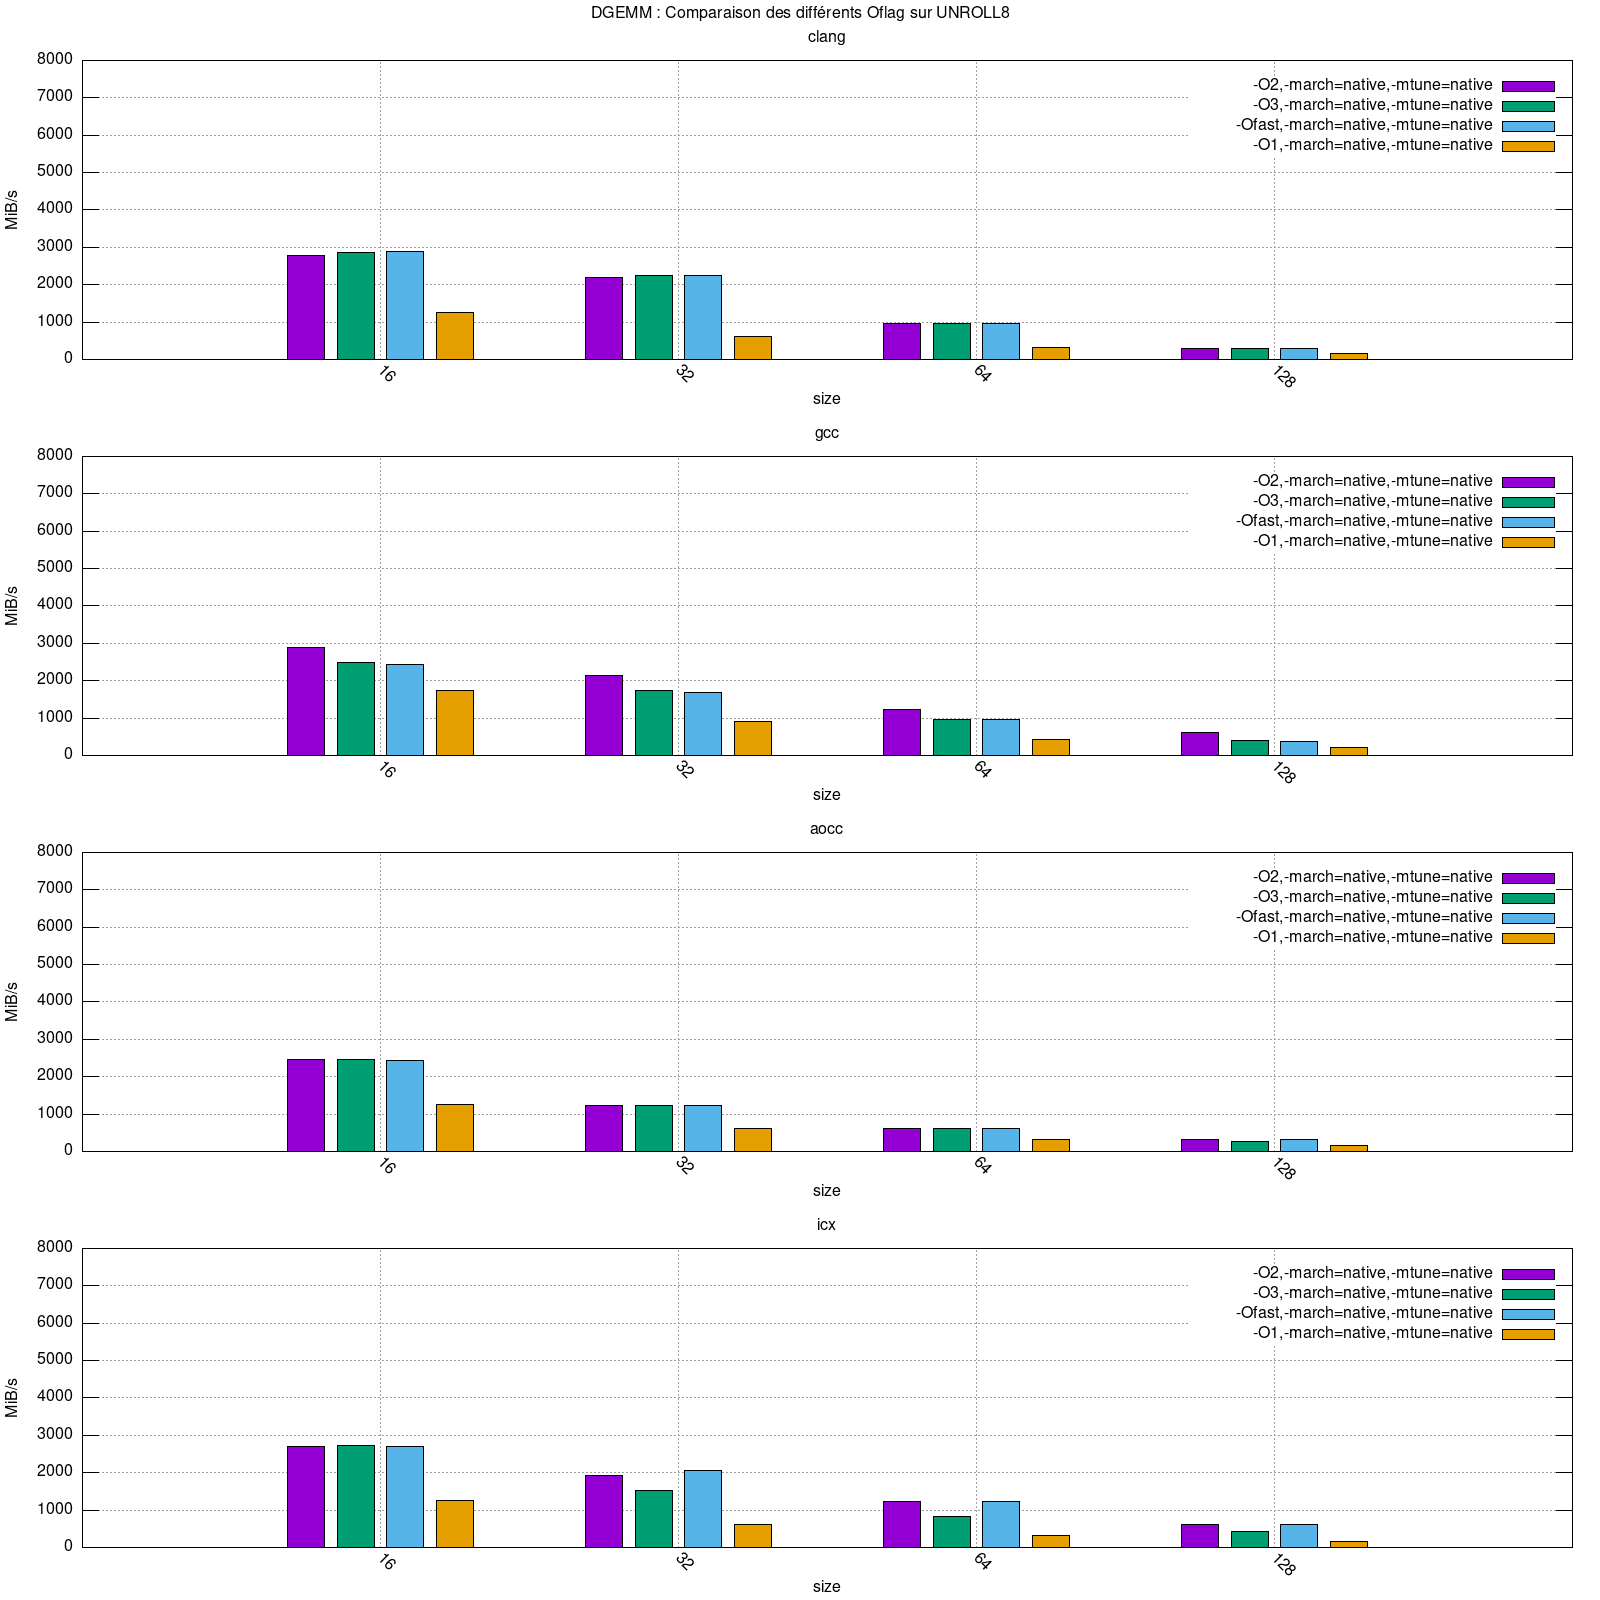 DGEMM : Comparaison des différents Oflag sur UNROLL8
clang
8000
7000
6000
5000
4000
3000
2000
1000
0
MiB/s
-O2,-march=native,-mtune=native
-O3,-march=native,-mtune=native
-Ofast,-march=native,-mtune=native
-O1,-march=native,-mtune=native
16
32
64
128
size
gcc
8000
7000
6000
5000
4000
3000
2000
1000
0
MiB/s
-O2,-march=native,-mtune=native
-O3,-march=native,-mtune=native
-Ofast,-march=native,-mtune=native
-O1,-march=native,-mtune=native
16
32
64
128
size
aocc
8000
7000
6000
5000
4000
3000
2000
1000
0
MiB/s
-O2,-march=native,-mtune=native
-O3,-march=native,-mtune=native
-Ofast,-march=native,-mtune=native
-O1,-march=native,-mtune=native
16
32
64
128
size
icx
8000
7000
6000
5000
4000
3000
2000
1000
0
MiB/s
-O2,-march=native,-mtune=native
-O3,-march=native,-mtune=native
-Ofast,-march=native,-mtune=native
-O1,-march=native,-mtune=native
16
32
64
128
size